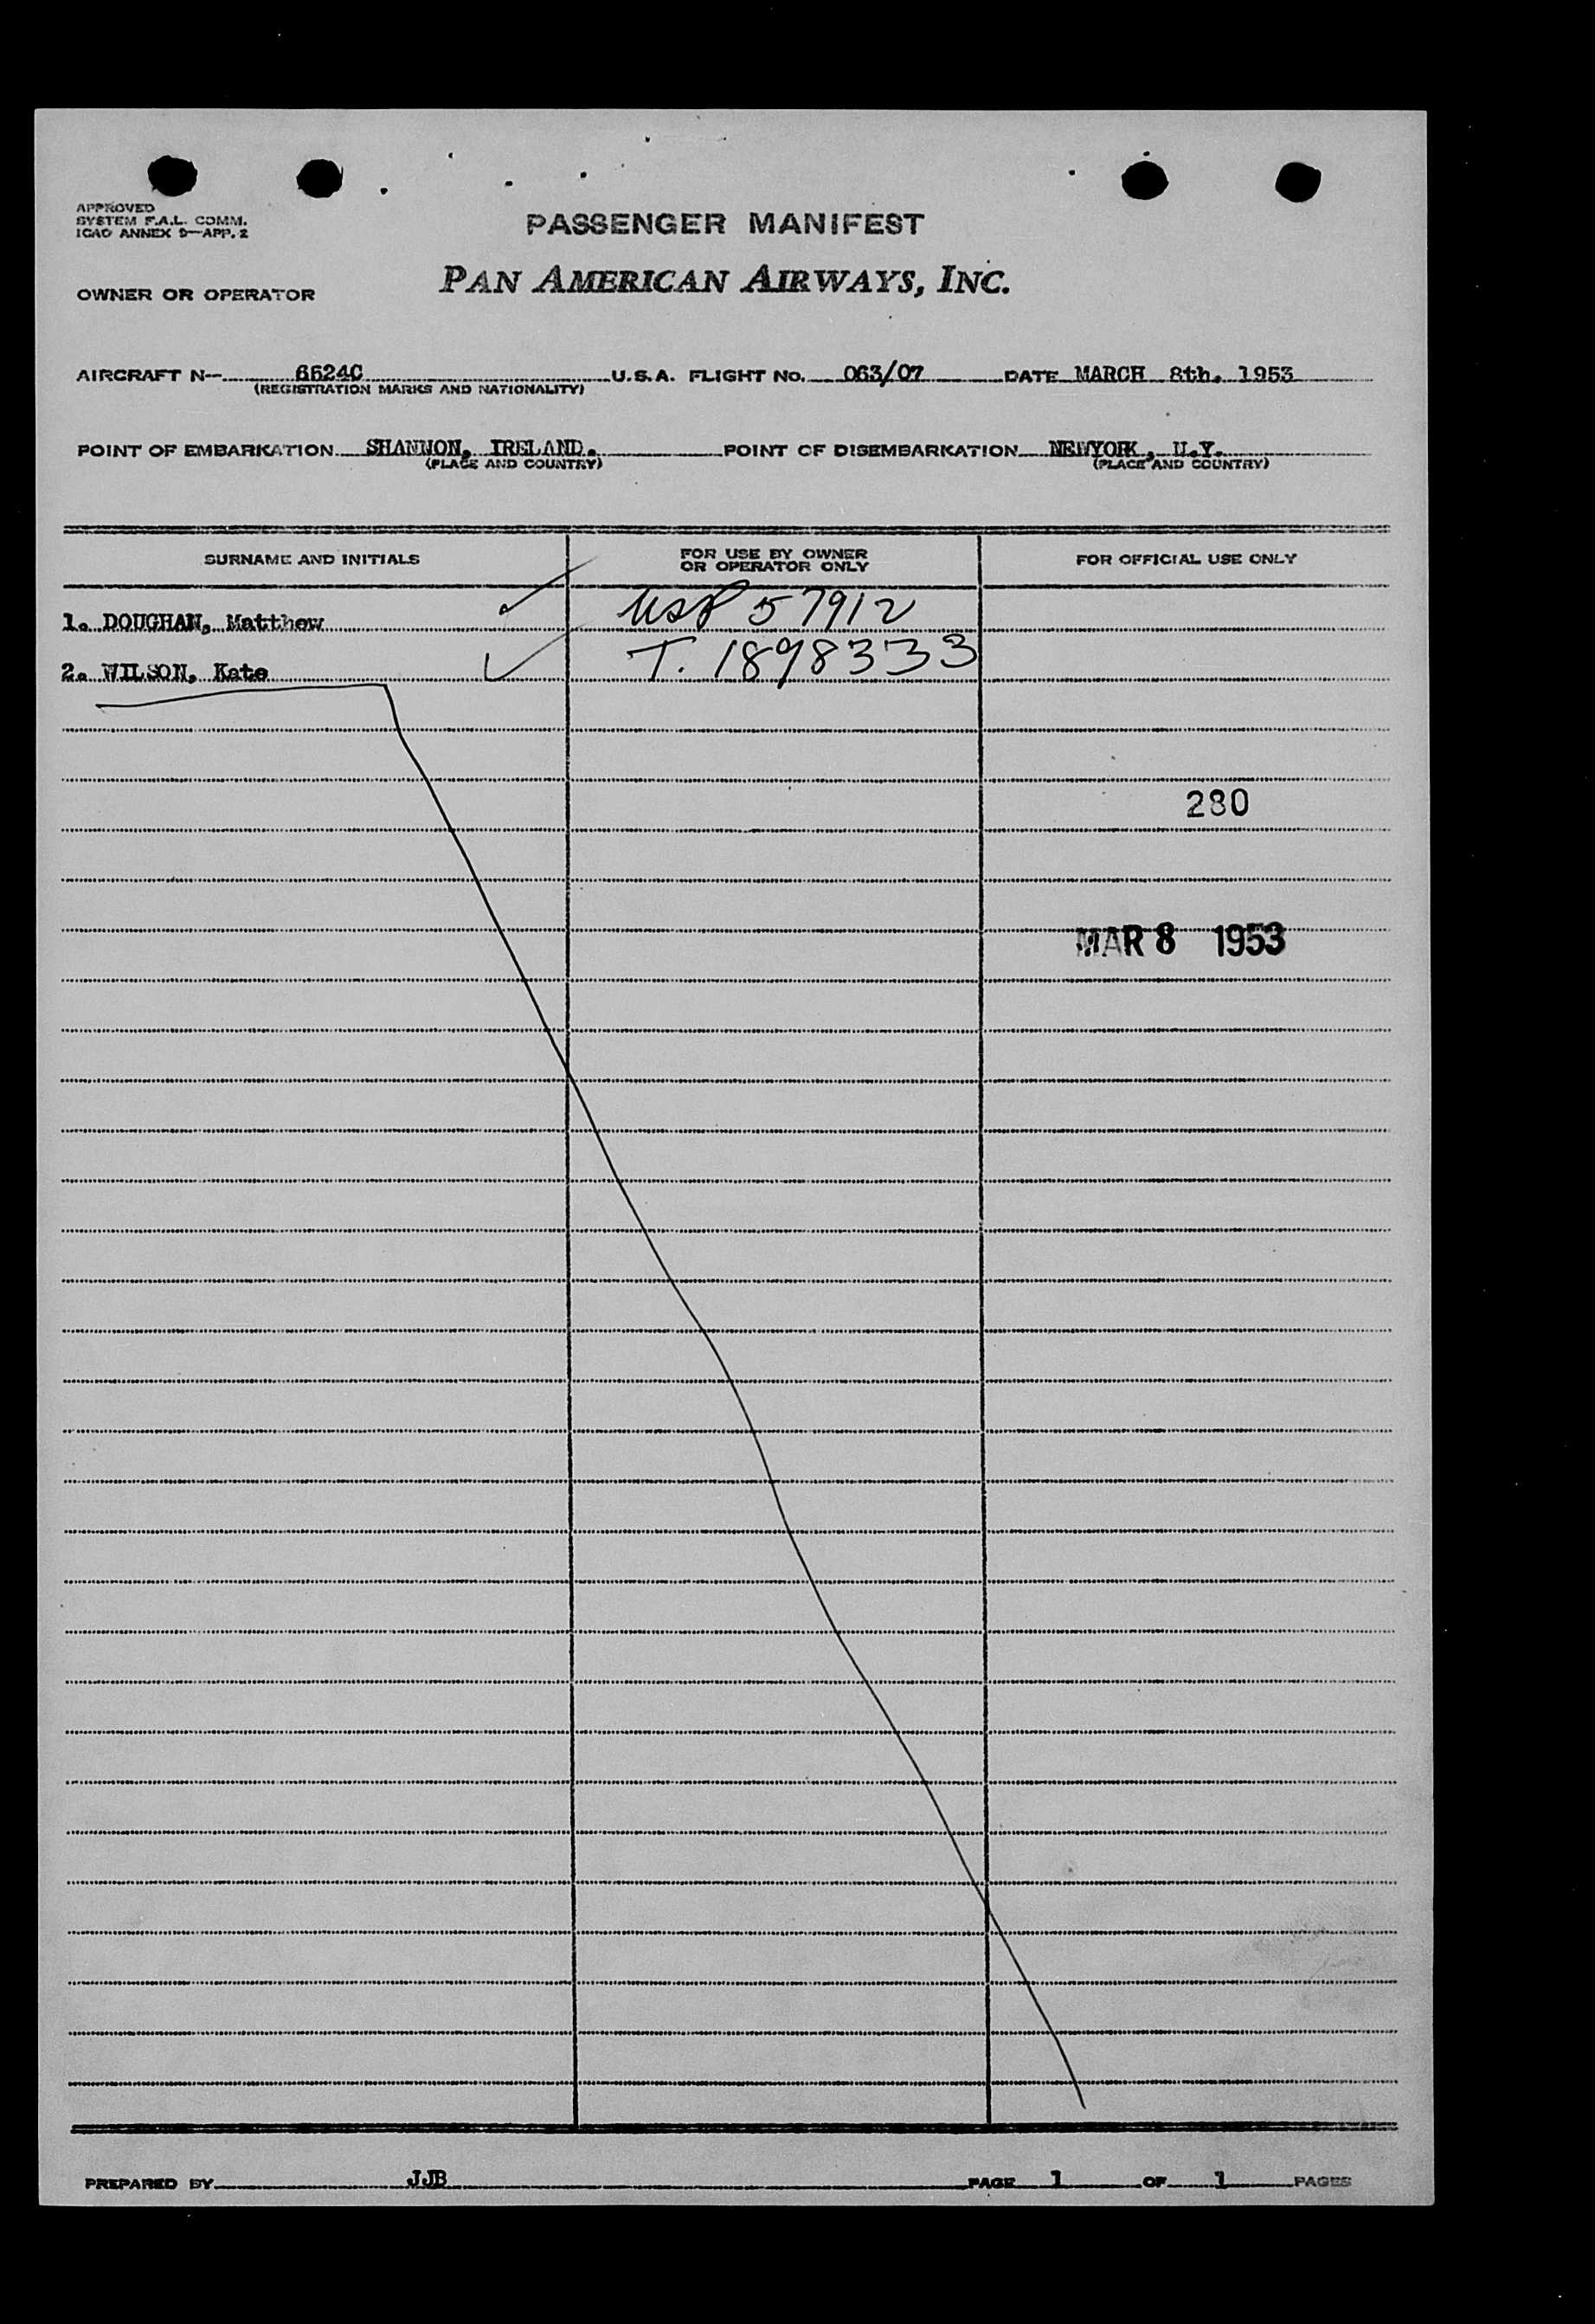 APPROVED
SYSTEM F.A.L. COMM.
ICAO ANNEX 9—APP. 2
PASSENGER MANIFEST
OWNER OR OPERATOR PAN AMERICAN AIRWAYS, INC.
AIRCRAFT N— 6624C U.S.A. FLIGHT NO. 063/07 DATE MARCH 8th. 1953
(REGISTRATION MARKS AND NATIONALITY)
POINT OF EMBARKATION SHANNON, IRELAND. POINT OF DISEMBARKATION NEWYORK, U.Y.
(PLACE AND COUNTRY) (PLACE AND COUNTRY)
SURNAME AND INITIALS FOR USE BY OWNER OR OPERATOR ONLY FOR OFFICIAL USE ONLY
1. DOUGHAN, Matthew USP 57912
2. WILSON, Kate T. 1898333
280
MAR 8 1953
PREPARED BY JJB PAGE 1 OF 1 PAGES